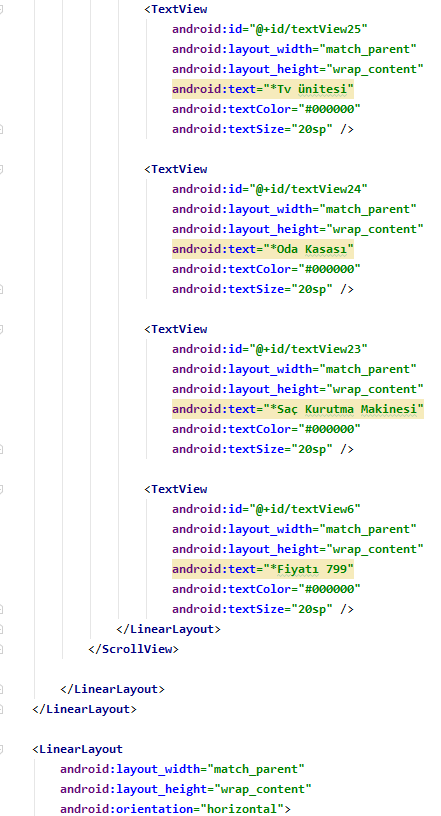 <TextView
android:id="@+id/textView25"
android:layout_width="match_parent"
android:layout_height="wrap_content"
android:text="*Tv ünitesi"
android:textColor="#000000"
android:textSize="20sp" />
<TextView
android:id="@+id/textView24"
android:layout_width="match_parent"
android:layout_height="wrap_content"
android:text="*Oda Kasası"
android:textColor="#000000"
android:textSize="20sp" />
<TextView
android:id="@+id/textView23"
android:layout_width="match_parent"
android:layout_height="wrap_content"
android:text="*Saç Kurutma Makinesi"
android:textColor="#000000"
android:textSize="20sp" />
<TextView
android:id="@+id/textView6"
android:layout_width="match_parent"
android:layout_height="wrap_content"
android:text="*Fiyatı 799"
android:textColor="#000000"
android:textSize="20sp" />
</LinearLayout>
</ScrollView>
</LinearLayout>
</LinearLayout>
<LinearLayout
android:layout_width="match_parent"
android:layout_height="wrap_content"
android:orientation="horizontal">